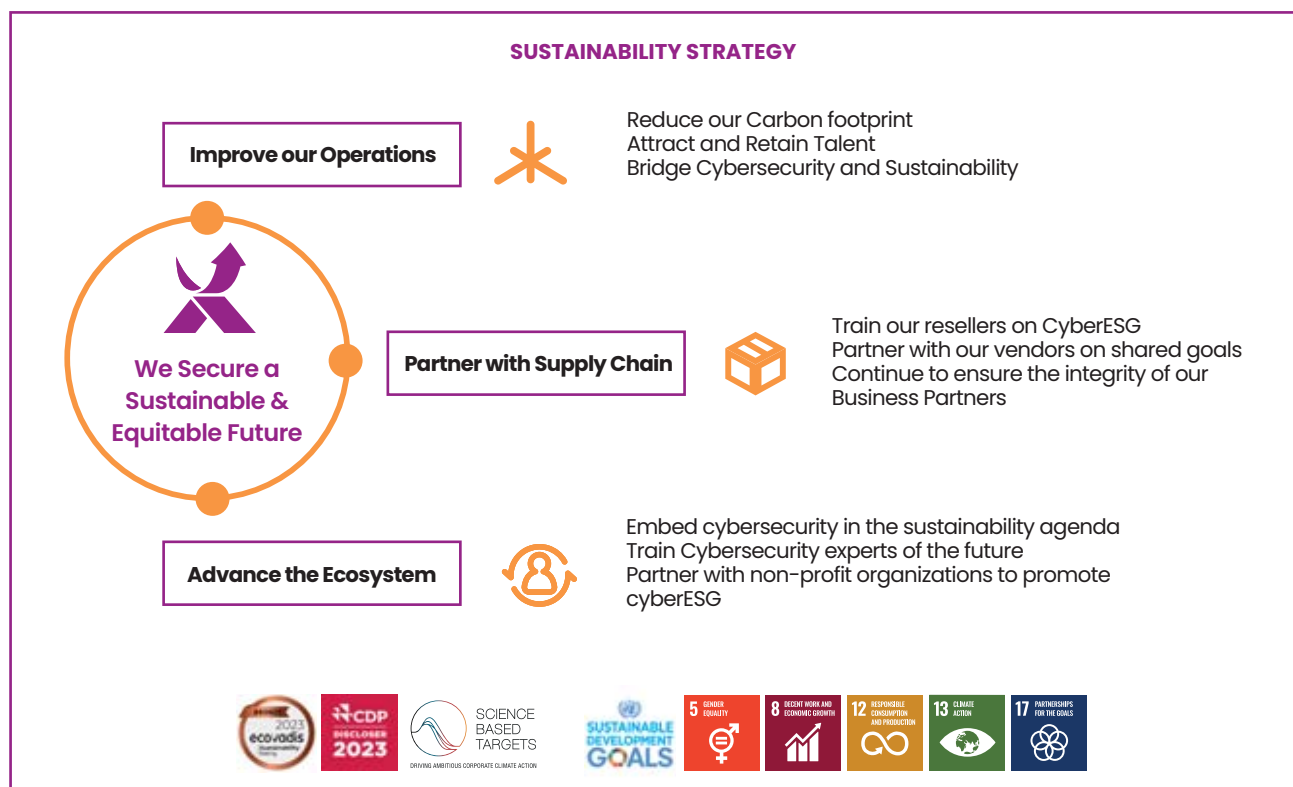 SUSTAINABILITY STRATEGY
Improve our Operations
Reduce our Carbon footprint
Attract and Retain Talent
Bridge Cybersecurity and Sustainability
We Secure a
Sustainable &
Equitable Future
Partner with Supply Chain
Train our resellers on CyberESG
Partner with our vendors on shared goals
Continue to ensure the integrity of our
Business Partners
Advance the Ecosystem
Embed cybersecurity in the sustainability agenda
Train Cybersecurity experts of the future
Partner with non-profit organizations to promote
cyberESG
2023
ecovadis
Sustainability
CDP
DISCLOSER
2023
SCIENCE
BASED
TARGETS
DRIVING AMBITIOUS CORPORATE CLIMATE ACTION
SUSTAINABLE
DEVELOPMENT
GOALS
5 GENDER
EQUALITY
8 DECENT WORK AND
ECONOMIC GROWTH
12 RESPONSIBLE
CONSUMPTION
AND PRODUCTION
13 CLIMATE
ACTION
17 PARTNERSHIPS
FOR THE GOALS